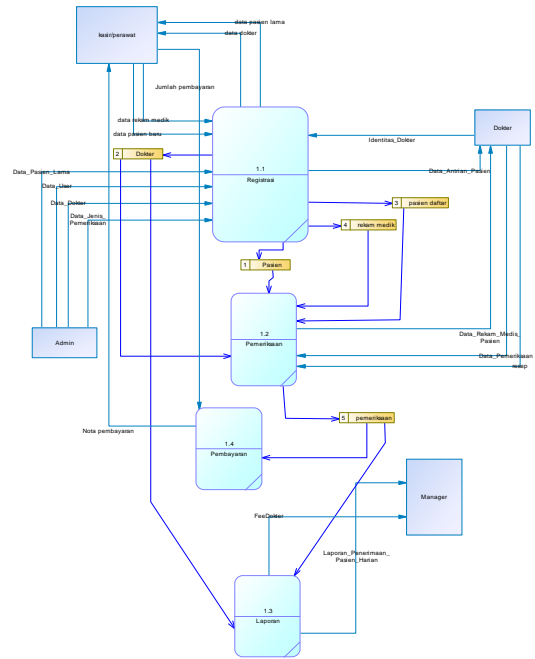 data pasien lama
kasir/perawat
data dokter
Jumlah pembayaran
data rekam medik
data pasien baru
Dokter
Identitas_Dokter
2 Dokter
1.1
Registrasi
Data_Pasien_Lama
Data_Antrian_Pasien
Data_User
Data_Dokter
3 pasien daftar
Data_Jenis_
Pemeriksaan
4 rekam medik
1 Pasien
1.2
Pemeriksaan
Data_Rekam_Medis_
Pasien
Admin
Data_Pemeriksaan
resep
5 pemeriksaan
Nota pembayaran
1.4
Pembayaran
Manager
FeeDokter
Laporan_Penerimaan_
Pasien_Harian
1.3
Laporan